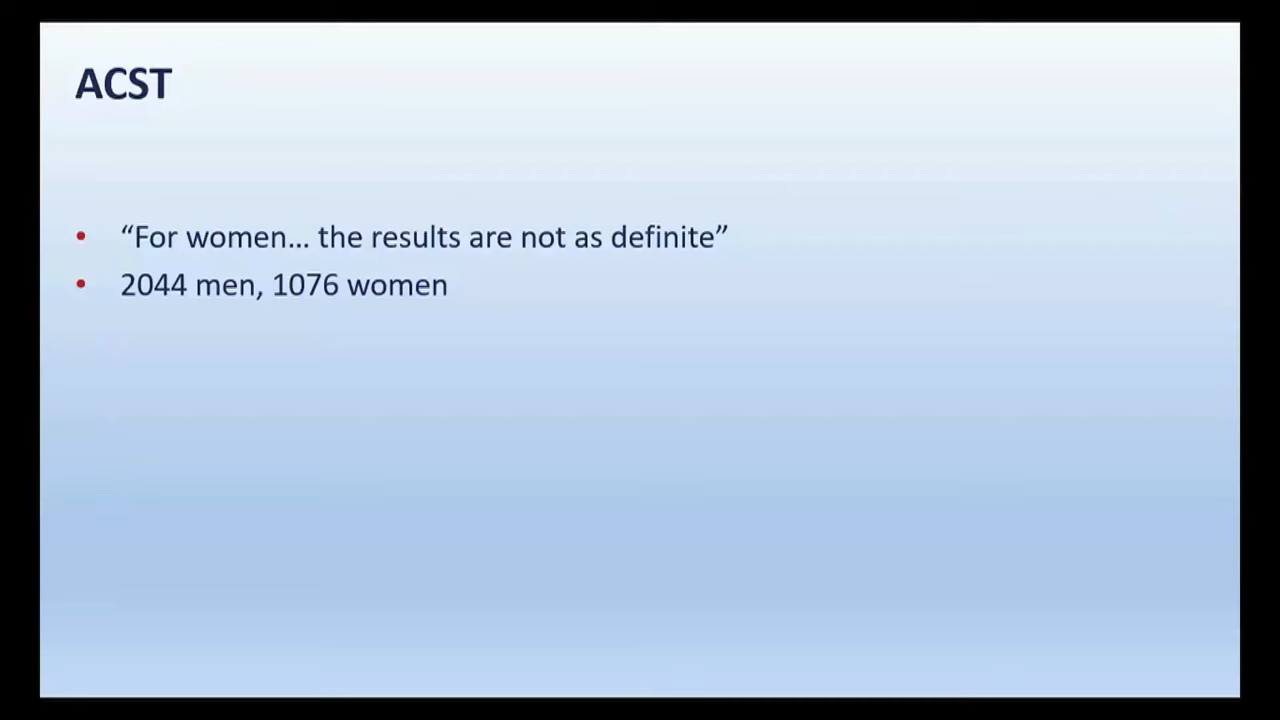 ACST
• “For women... the results are not as definite”
• 2044 men, 1076 women